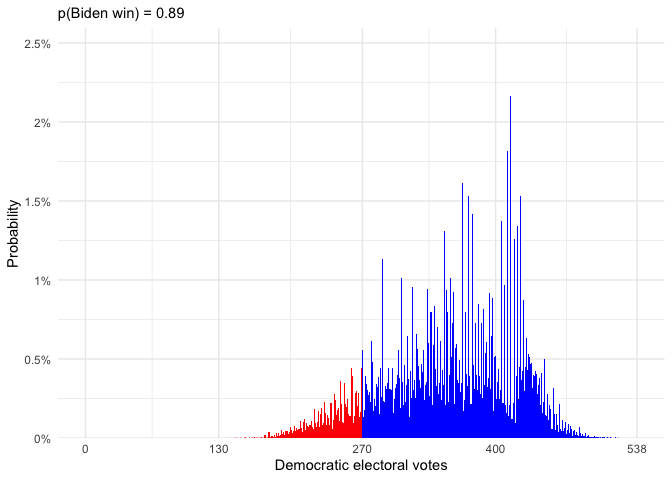 p(Biden win) = 0.89
2.5%
2%
1.5%
1%
0.5%
0%
Probability
0 130 270 400 538
Democratic electoral votes